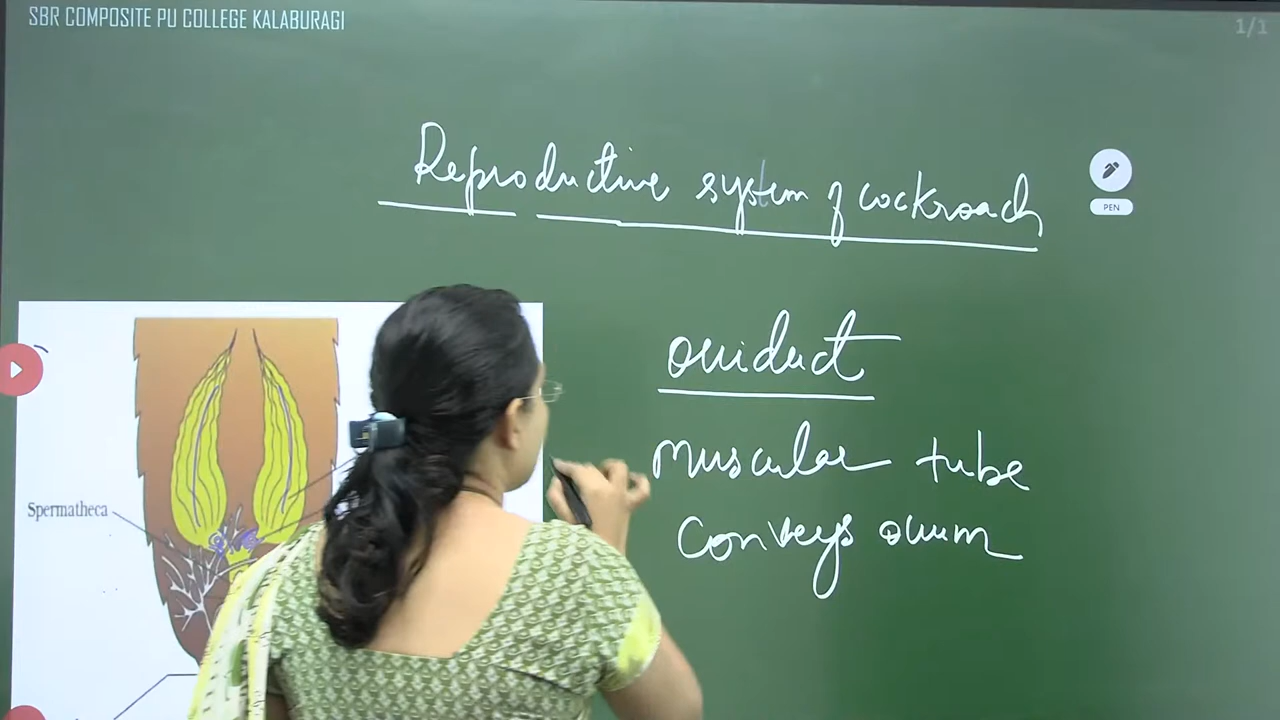 SBR COMPOSITE PU COLLEGE KALABURAGI
1/1
Reproductive system of cockroach
PEN
oviduct
muscular tube
Spermatheca
Conveys ovum